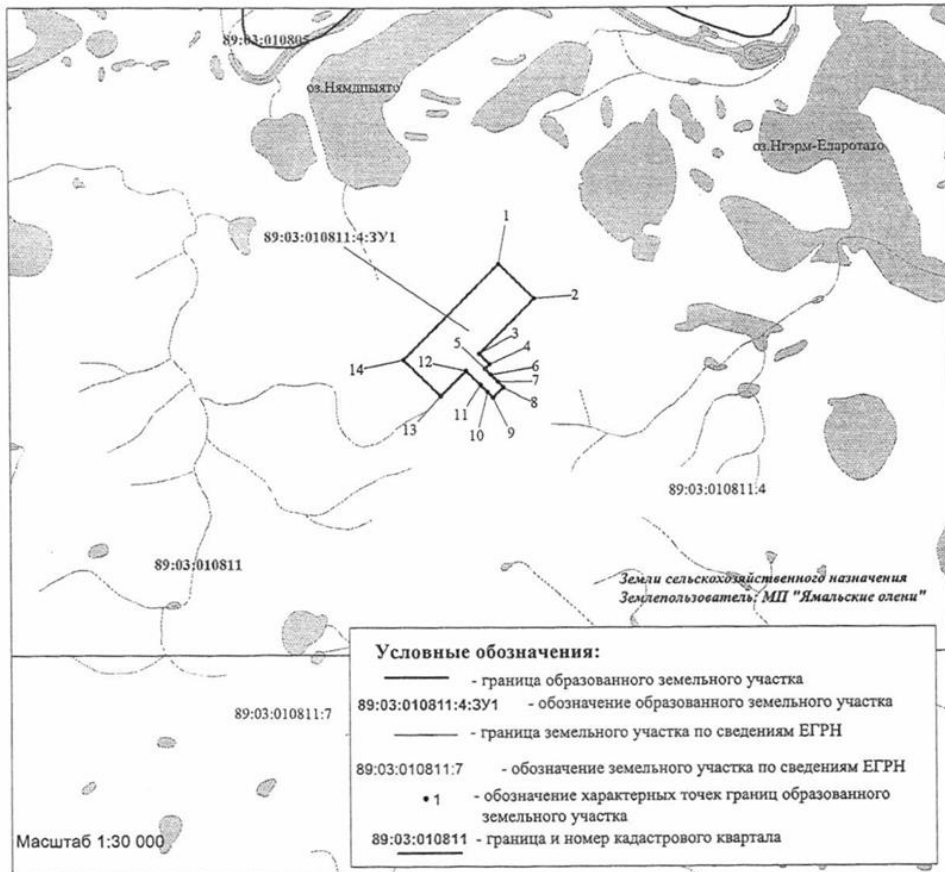 89:03:010805
оз.Нямдпыято
оз.Нгэрм-Еларотато
89:03:010811:4:ЗУ1
1
2
3
4
5
6
7
8
9
10
11
12
13
14
89:03:010811:4
89:03:010811
Земли сельскохозяйственного назначения
Землепользователь: МП "Ямальские олени"
89:03:010811:7
Масштаб 1:30 000
Условные обозначения:
- граница образованного земельного участка
89:03:010811:4:ЗУ1 - обозначение образованного земельного участка
- граница земельного участка по сведениям ЕГРН
89:03:010811:7 - обозначение земельного участка по сведениям ЕГРН
• 1 - обозначение характерных точек границ образованного
земельного участка
89:03:010811 - граница и номер кадастрового квартала